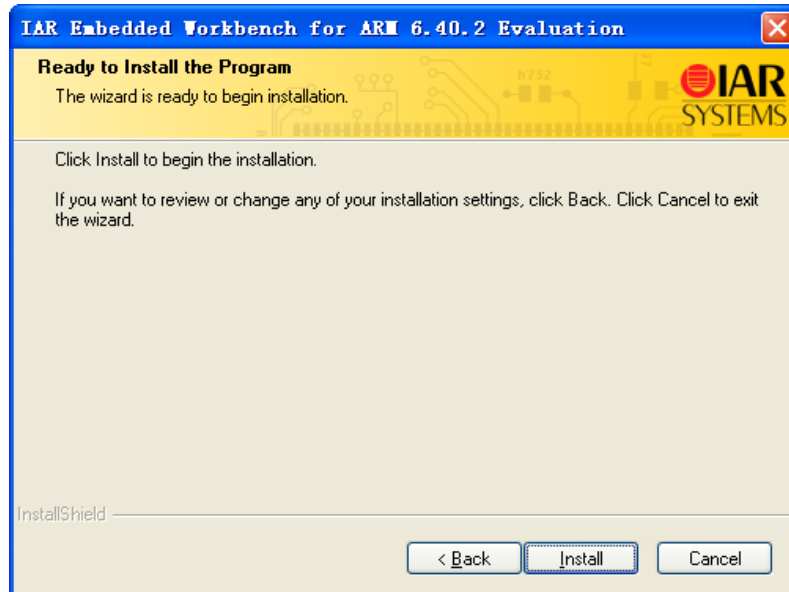 IAR Embedded Workbench for ARM 6.40.2 Evaluation
Ready to Install the Program
The wizard is ready to begin installation.
h732
IAR
SYSTEMS
Click Install to begin the installation.
If you want to review or change any of your installation settings, click Back. Click Cancel to exit
the wizard.
InstallShield
< Back
Install
Cancel